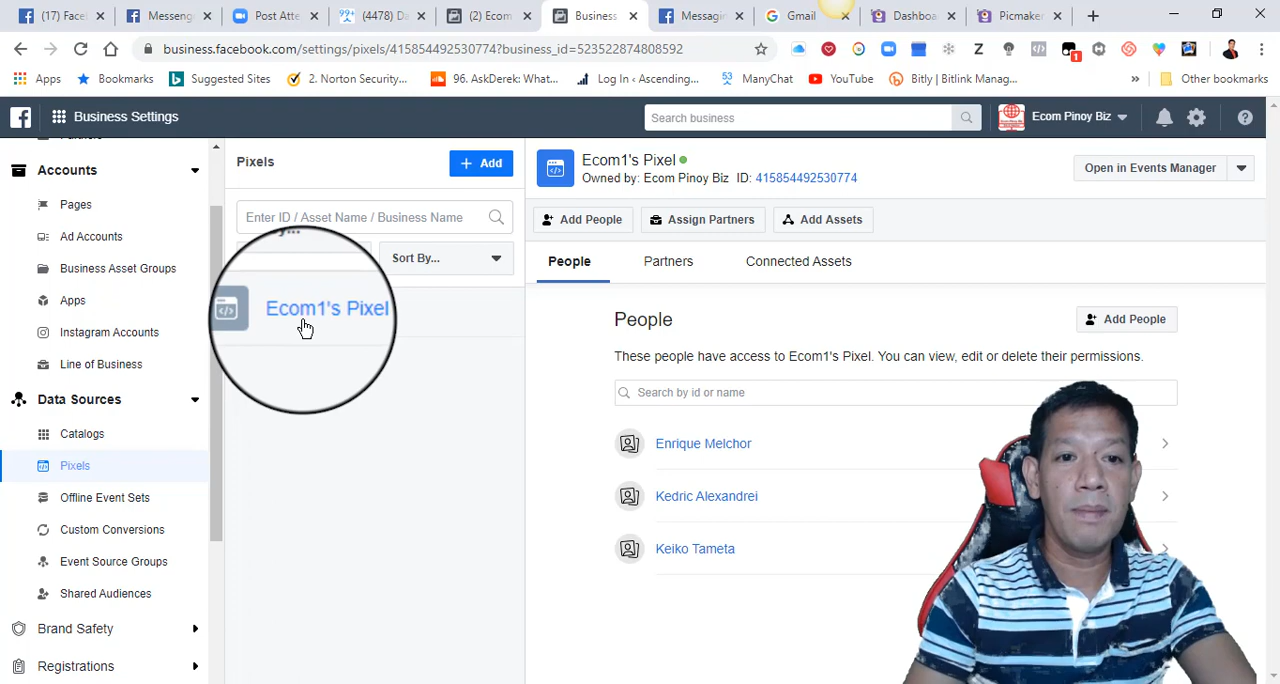 (17) Face
Messeng
Post Atte
(4478) Da
(2) Ecom
Business
Messagin
Gmail
Dashboa
Picmaker
business.facebook.com/settings/pixels/415854492530774?business_id=523522874808592
1
Apps
Bookmarks
Suggested Sites
2. Norton Security...
96. AskDerek: What...
Log In ‹ Ascending...
ManyChat
YouTube
Bitly | Bitlink Manag...
Other bookmarks
Business Settings
Search business
Ecom Pinoy Biz
Accounts
Pages
Ad Accounts
Business Asset Groups
Apps
Instagram Accounts
Line of Business
Data Sources
Catalogs
Pixels
Offline Event Sets
Custom Conversions
Event Source Groups
Shared Audiences
Brand Safety
Registrations
Pixels
+ Add
Enter ID / Asset Name / Business Name
Sort By...
Ecom1's Pixel
Ecom1's Pixel
Owned by: Ecom Pinoy Biz ID: 415854492530774
Open in Events Manager
Add People
Assign Partners
Add Assets
People
Partners
Connected Assets
People
Add People
These people have access to Ecom1's Pixel. You can view, edit or delete their permissions.
Search by id or name
Enrique Melchor
Kedric Alexandrei
Keiko Tameta